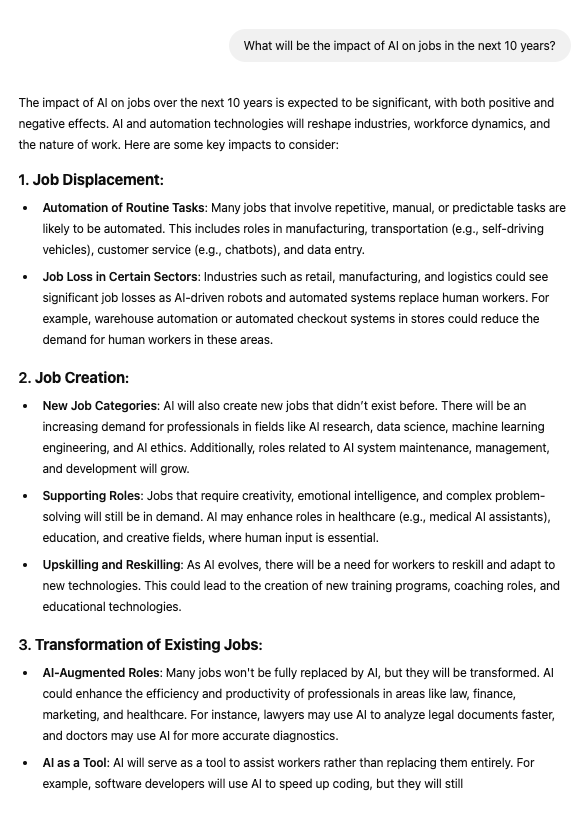 What will be the impact of AI on jobs in the next 10 years?
The impact of AI on jobs over the next 10 years is expected to be significant, with both positive and
negative effects. AI and automation technologies will reshape industries, workforce dynamics, and
the nature of work. Here are some key impacts to consider:
1. Job Displacement:
• Automation of Routine Tasks: Many jobs that involve repetitive, manual, or predictable tasks are
likely to be automated. This includes roles in manufacturing, transportation (e.g., self-driving
vehicles), customer service (e.g., chatbots), and data entry.
• Job Loss in Certain Sectors: Industries such as retail, manufacturing, and logistics could see
significant job losses as AI-driven robots and automated systems replace human workers. For
example, warehouse automation or automated checkout systems in stores could reduce the
demand for human workers in these areas.
2. Job Creation:
• New Job Categories: AI will also create new jobs that didn’t exist before. There will be an
increasing demand for professionals in fields like AI research, data science, machine learning
engineering, and AI ethics. Additionally, roles related to AI system maintenance, management,
and development will grow.
• Supporting Roles: Jobs that require creativity, emotional intelligence, and complex problem-
solving will still be in demand. AI may enhance roles in healthcare (e.g., medical AI assistants),
education, and creative fields, where human input is essential.
• Upskilling and Reskilling: As AI evolves, there will be a need for workers to reskill and adapt to
new technologies. This could lead to the creation of new training programs, coaching roles, and
educational technologies.
3. Transformation of Existing Jobs:
• AI-Augmented Roles: Many jobs won't be fully replaced by AI, but they will be transformed. AI
could enhance the efficiency and productivity of professionals in areas like law, finance,
marketing, and healthcare. For instance, lawyers may use AI to analyze legal documents faster,
and doctors may use AI for more accurate diagnostics.
• AI as a Tool: AI will serve as a tool to assist workers rather than replacing them entirely. For
example, software developers will use AI to speed up coding, but they will still